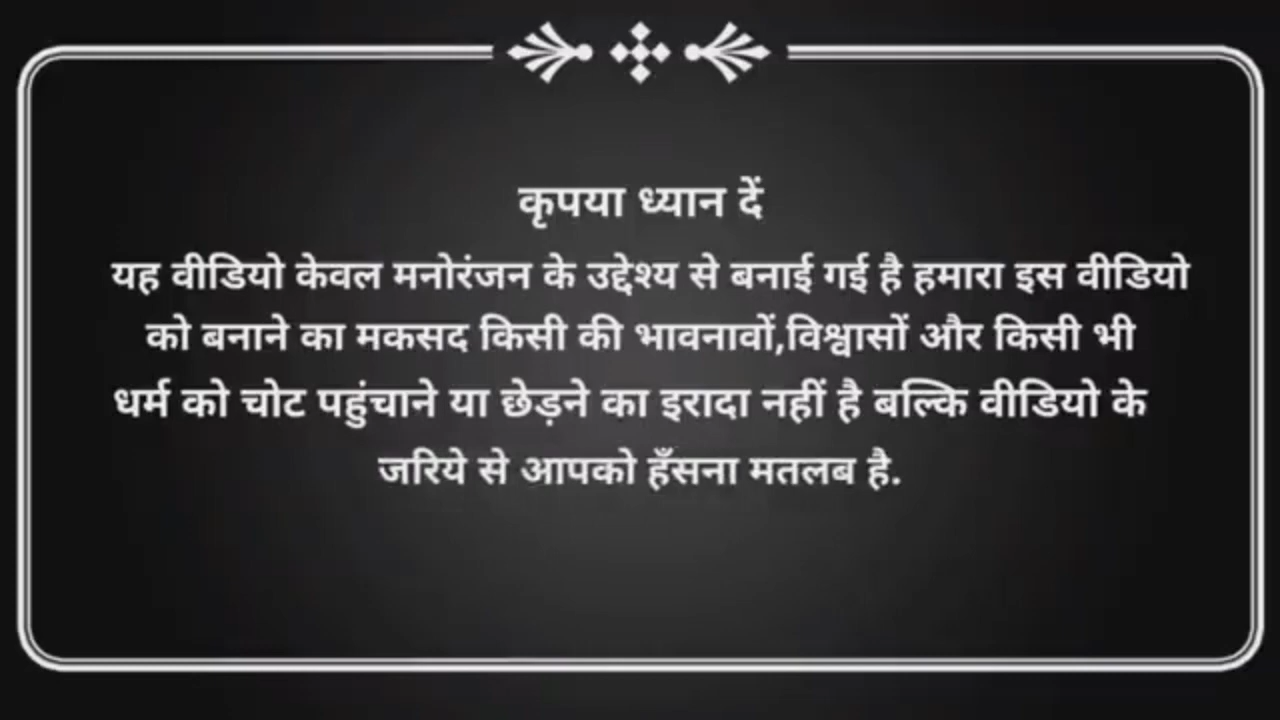 कृपया ध्यान दें
यह वीडियो केवल मनोरंजन के उद्देश्य से बनाई गई है हमारा इस वीडियो
को बनाने का मकसद किसी की भावनावों,विश्वासों और किसी भी
धर्म को चोट पहुंचाने या छेड़ने का इरादा नहीं है बल्कि वीडियो के
जरिये से आपको हँसना मतलब है.